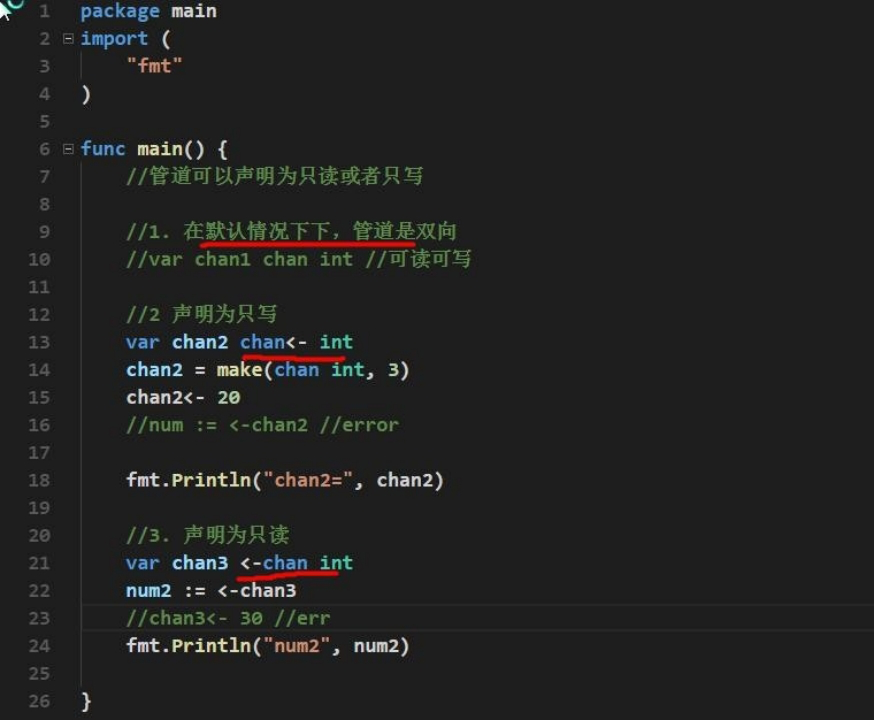 1 package main
2 import (
3 "fmt"
4 )
5
6 func main() {
7 //管道可以声明为只读或者只写
8
9 //1. 在默认情况下下，管道是双向
10 //var chan1 chan int //可读可写
11
12 //2 声明为只写
13 var chan2 chan<- int
14 chan2 = make(chan int, 3)
15 chan2<- 20
16 //num := <-chan2 //error
17
18 fmt.Println("chan2=", chan2)
19
20 //3. 声明为只读
21 var chan3 <-chan int
22 num2 := <-chan3
23 //chan3<- 30 //err
24 fmt.Println("num2", num2)
25
26 }